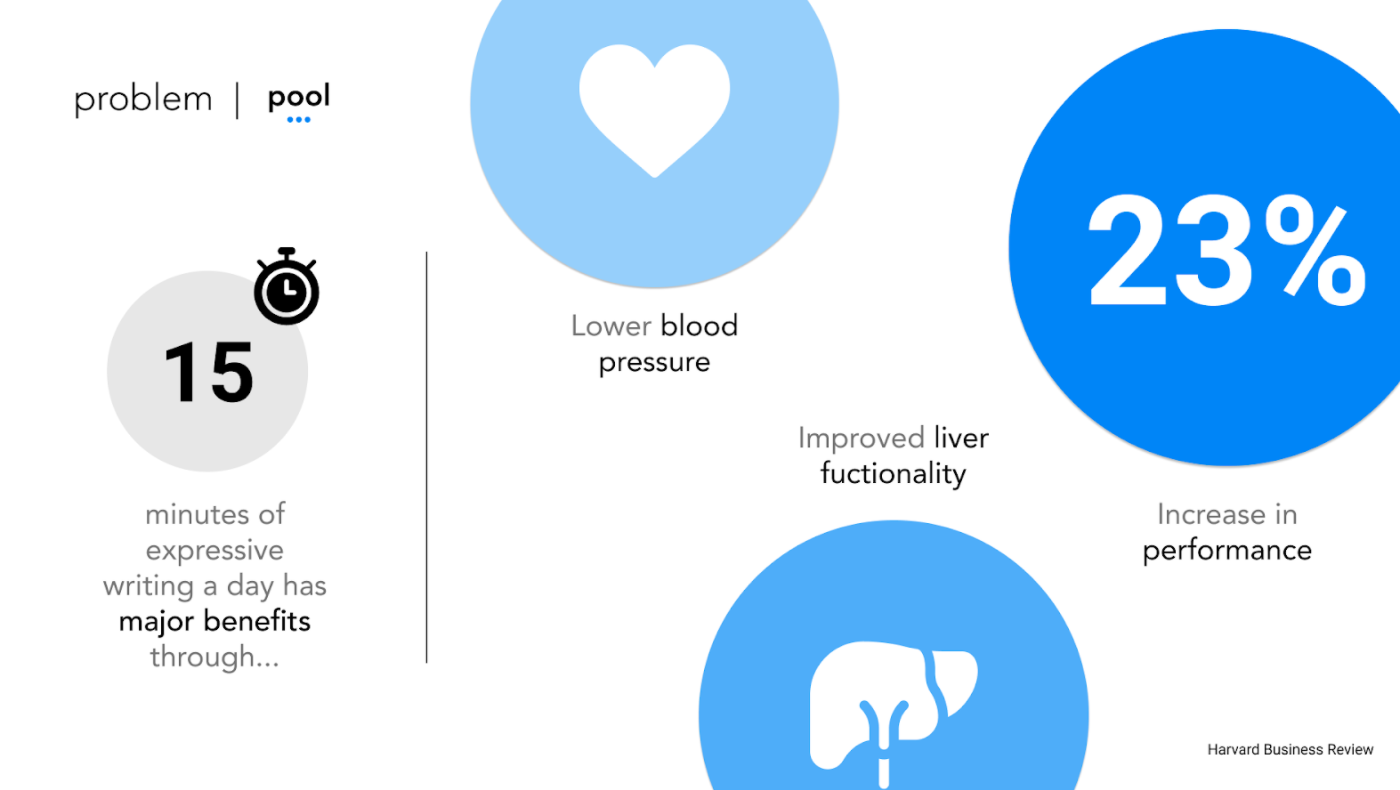 problem | pool
15
minutes of
expressive
writing a day has
major benefits
through...
Lower blood
pressure
Improved liver
fuctionality
23%
Increase in
performance
Harvard Business Review